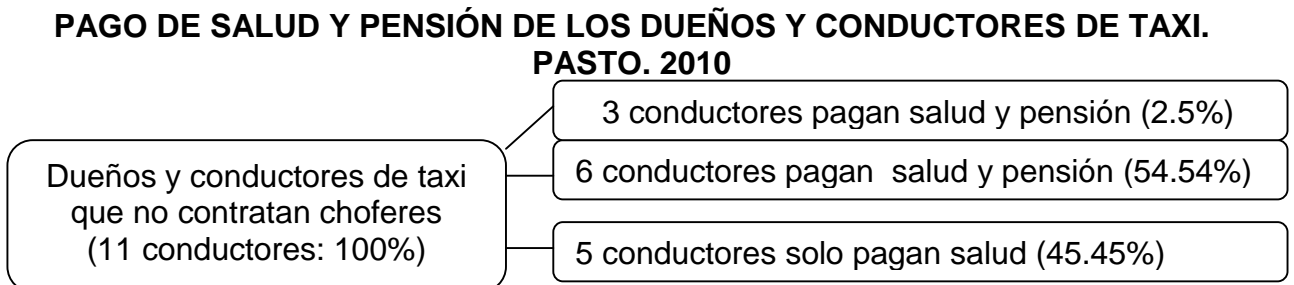 PAGO DE SALUD Y PENSIÓN DE LOS DUEÑOS Y CONDUCTORES DE TAXI.
PASTO. 2010
Dueños y conductores de taxi
que no contratan choferes
(11 conductores: 100%)
3 conductores pagan salud y pensión (2.5%)
6 conductores pagan salud y pensión (54.54%)
5 conductores solo pagan salud (45.45%)